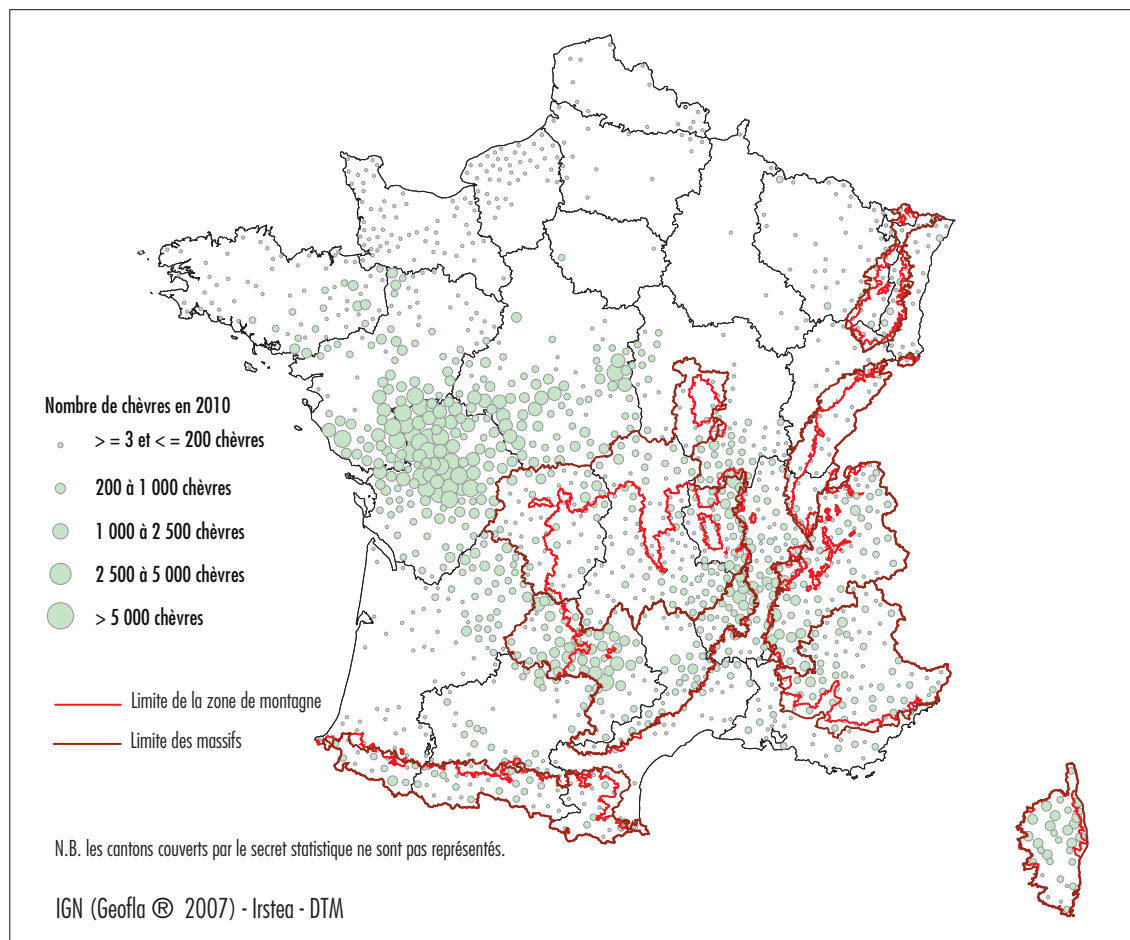 Nombre de chèvres en 2010
> = 3 et < = 200 chèvres
200 à 1 000 chèvres
1 000 à 2 500 chèvres
2 500 à 5 000 chèvres
> 5 000 chèvres
Limite de la zone de montagne
Limite des massifs
N.B. les cantons couverts par le secret statistique ne sont pas représentés.
IGN (Geofla ® 2007) - Irstea - DTM